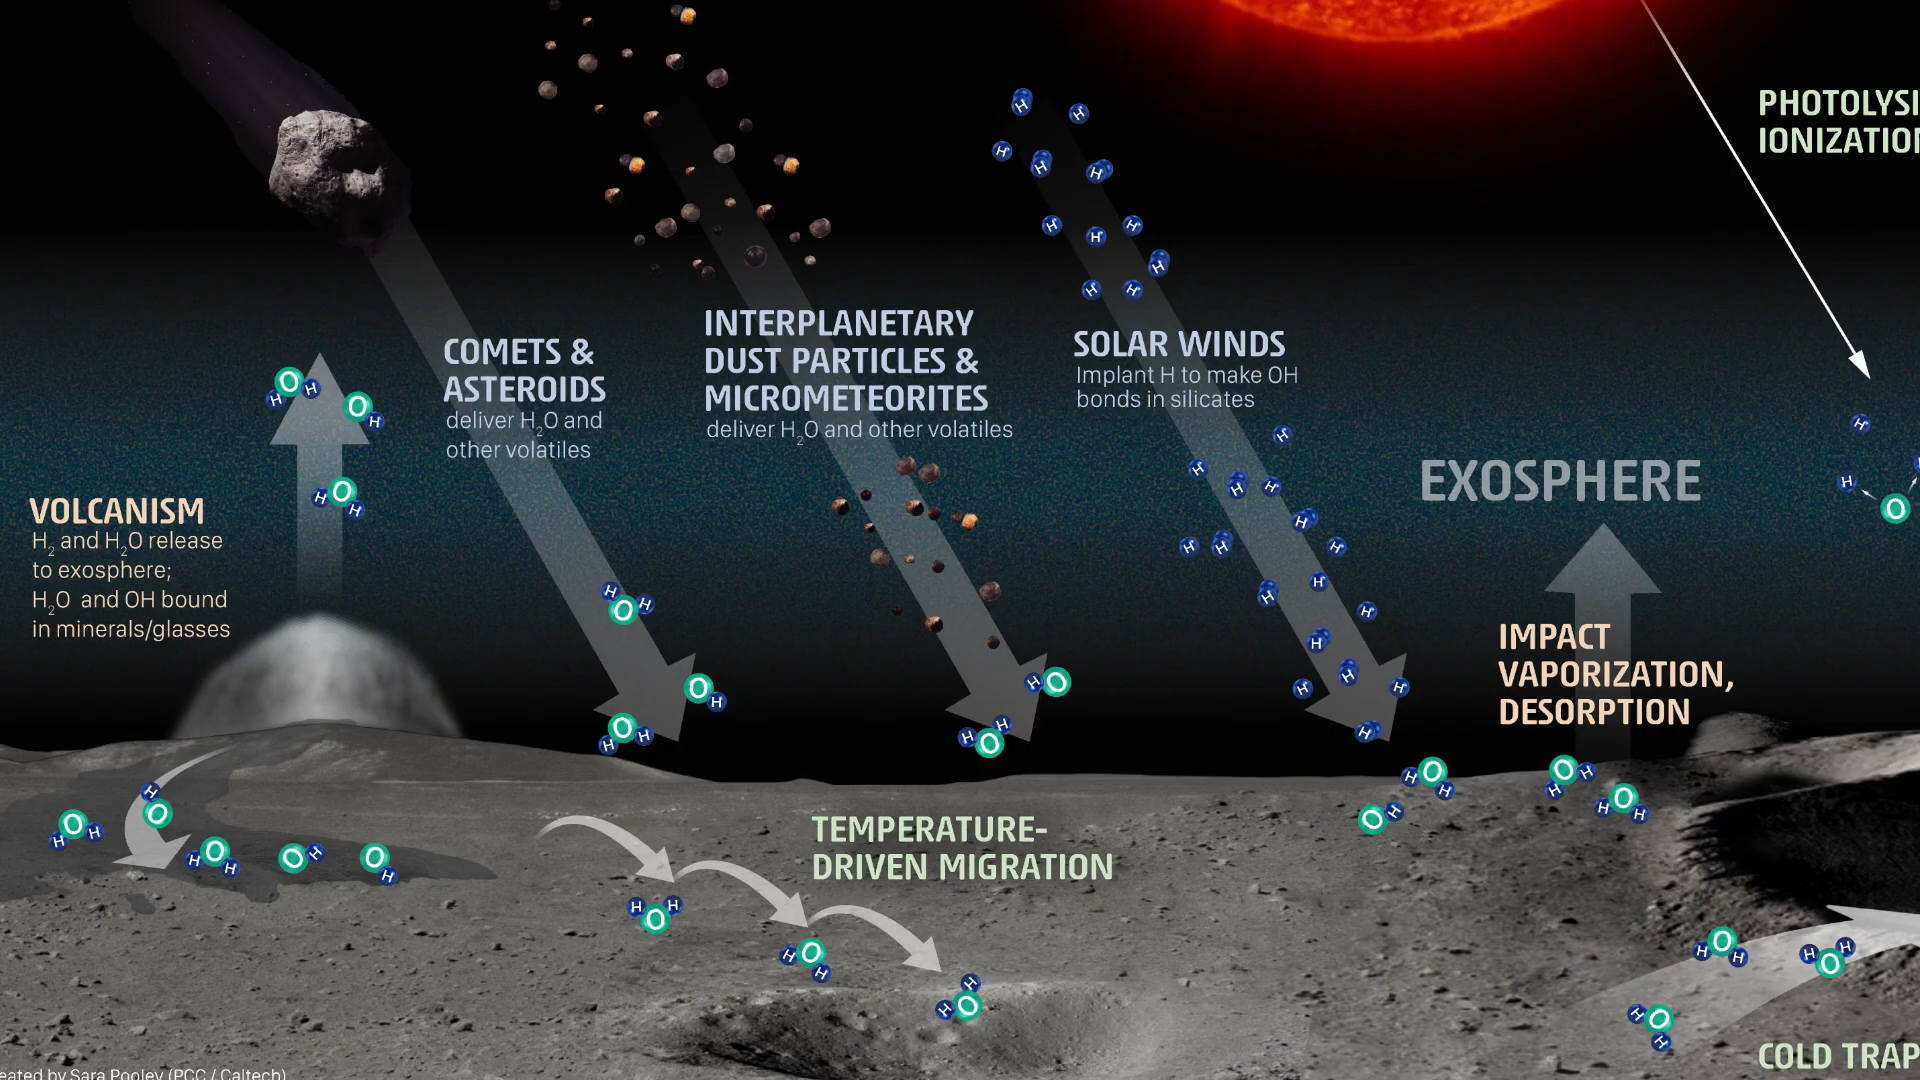 PHOTOLYSI
IONIZATIO
COMETS &
ASTEROIDS
deliver H₂O and
other volatiles
INTERPLANETARY
DUST PARTICLES &
MICROMETEORITES
deliver H₂O and other volatiles
SOLAR WINDS
Implant H to make OH
bonds in silicates
EXOSPHERE
VOLCANISM
H₂ and H₂O release
to exosphere;
H₂O and OH bound
in minerals/glasses
IMPACT
VAPORIZATION,
DESORPTION
TEMPERATURE-
DRIVEN MIGRATION
COLD TRAP
eated by Sara Pooley (PCC / Caltech)